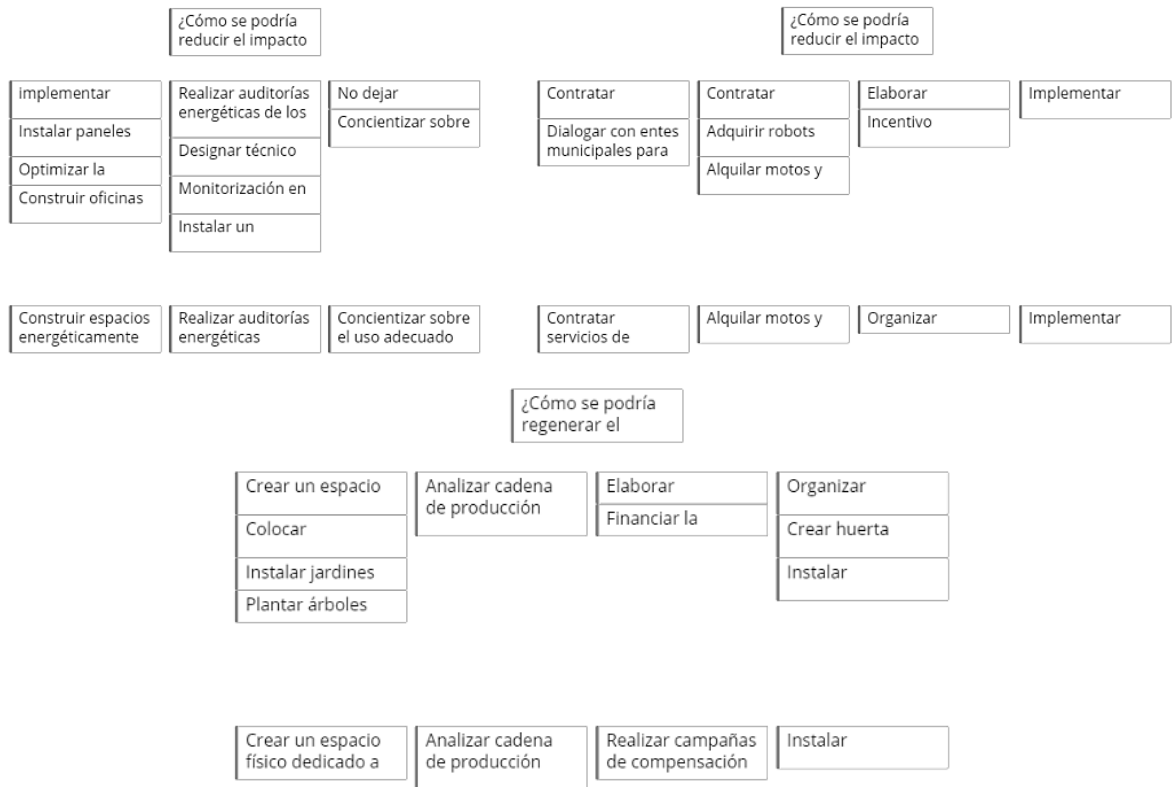 ¿Cómo se podría
reducir el impacto
implementar
Instalar paneles
Optimizar la
Construir oficinas
Realizar auditorías
energéticas de los
Designar técnico
Monitorización en
Instalar un
No dejar
Concientizar sobre
Construir espacios
energéticamente
Realizar auditorías
energéticas
Concientizar sobre
el uso adecuado
¿Cómo se podría
reducir el impacto
Contratar
Dialogar con entes
municipales para
Contratar
Adquirir robots
Alquilar motos y
Elaborar
Incentivo
Implementar
Contratar
servicios de
Alquilar motos y
Organizar
Implementar
¿Cómo se podría
regenerar el
Crear un espacio
Colocar
Instalar jardines
Plantar árboles
Analizar cadena
de producción
Elaborar
Financiar la
Organizar
Crear huerta
Instalar
Crear un espacio
físico dedicado a
Analizar cadena
de producción
Realizar campañas
de compensación
Instalar